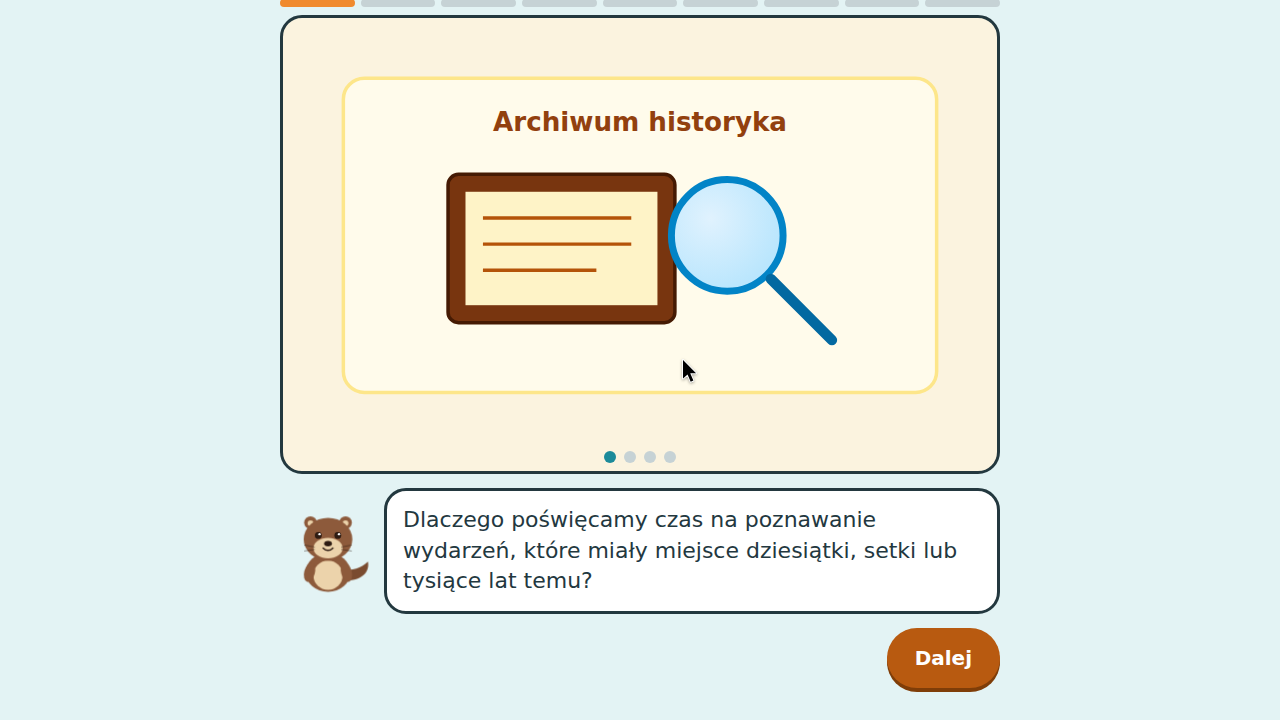 Archiwum historyka
Dlaczego poświęcamy czas na poznawanie
wydarzeń, które miały miejsce dziesiątki, setki lub
tysiące lat temu?
Dalej